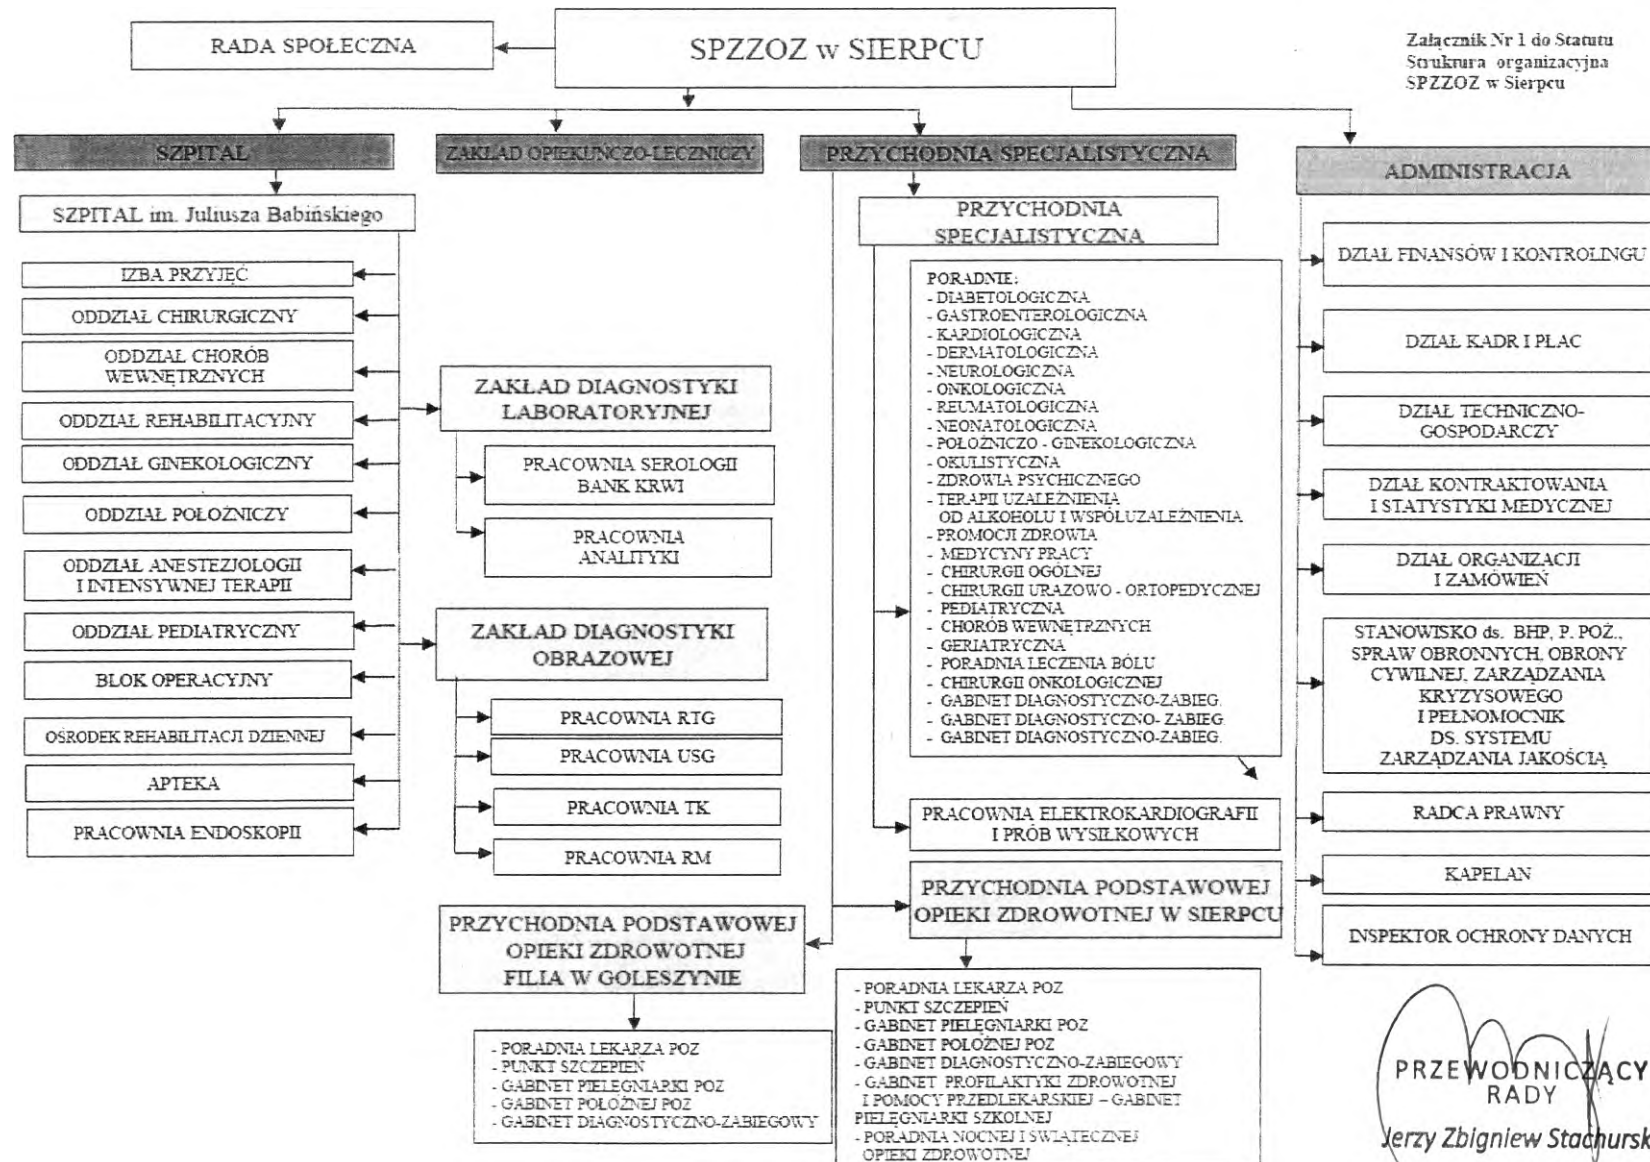 RADA SPOŁECZNA
SPZZOZ w SIERPCU
Załącznik Nr 1 do Statutu
Struktura organizacyjna
SPZZOZ w Sierpcu
SZPITAL
ZAKŁAD OPIEKUŃCZO-LECZNICZY
PRZYCHODNIA SPECJALISTYCZNA
ADMINISTRACJA
SZPITAL im. Juliusza Babińskiego
IZBA PRZYJĘĆ
ODDZIAŁ CHIRURGICZNY
ODDZIAŁ CHORÓB
WEWNĘTRZNYCH
ODDZIAŁ REHABILITACYJNY
ODDZIAŁ GINEKOLOGICZNY
ODDZIAŁ POŁOŻNICZY
ODDZIAŁ ANESTEZJOLOGII
I INTENSYWNEJ TERAPII
ODDZIAŁ PEDIATRYCZNY
BLOK OPERACYJNY
OŚRODEK REHABILITACJI DZIENNEJ
APTEKA
PRACOWNIA ENDOSKOPII
ZAKŁAD DIAGNOSTYKI
LABORATORYJNEJ
PRACOWNIA SEROLOGII
BANK KRWI
PRACOWNIA
ANALITYKI
ZAKŁAD DIAGNOSTYKI
OBRAZOWEJ
PRACOWNIA RTG
PRACOWNIA USG
PRACOWNIA TK
PRACOWNIA RM
PRZYCHODNIA PODSTAWOWEJ
OPIEKI ZDROWOTNEJ
FILIA W GOLESZYNIE
- PORADNIA LEKARZA POZ
- PUNKT SZCZEPIEŃ
- GABINET PIELĘGNIARKI POZ
- GABINET POŁOŻNEJ POZ
- GABINET DIAGNOSTYCZNO-ZABIEGOWY
PRZYCHODNIA
SPECJALISTYCZNA
PORADNIE:
- DIABETOLOGICZNA
- GASTROENTEROLOGICZNA
- KARDIOLOGICZNA
- DERMATOLOGICZNA
- NEUROLOGICZNA
- ONKOLOGICZNA
- REUMATOLOGICZNA
- NEONATOLOGICZNA
- POŁOŻNICZO - GINEKOLOGICZNA
- OKULISTYCZNA
- ZDROWIA PSYCHICZNEGO
- TERAPII UZALEŻNIENIA
OD ALKOHOLU I WSPÓŁUZALEŻNIENIA
- PROMOCJI ZDROWIA
- MEDYCYNY PRACY
- CHIRURGII OGÓLNEJ
- CHIRURGII URAZOWO - ORTOPEDYCZNEJ
- PEDIATRYCZNA
- CHORÓB WEWNĘTRZNYCH
- GERIATRYCZNA
- PORADNIA LECZENIA BÓLU
- CHIRURGII ONKOLOGICZNEJ
- GABINET DIAGNOSTYCZNO-ZABIEG.
- GABINET DIAGNOSTYCZNO- ZABIEG.
- GABINET DIAGNOSTYCZNO-ZABIEG.
PRACOWNIA ELEKTROKARDIOGRAFII
I PRÓB WYSIŁKOWYCH
PRZYCHODNIA PODSTAWOWEJ
OPIEKI ZDROWOTNEJ W SIERPCU
- PORADNIA LEKARZA POZ
- PUNKT SZCZEPIEŃ
- GABINET PIELĘGNIARKI POZ
- GABINET POŁOŻNEJ POZ
- GABINET DIAGNOSTYCZNO-ZABIEGOWY
- GABINET PROFILAKTYKI ZDROWOTNEJ
I POMOCY PRZEDLEKARSKIEJ – GABINET
PIELĘGNIARKI SZKOLNEJ
- PORADNIA NOCNEJ I ŚWIĄTECZNEJ
OPIEKI ZDROWOTNEJ
DZIAŁ FINANSÓW I KONTROLINGU
DZIAŁ KADR I PŁAC
DZIAŁ TECHNICZNO-
GOSPODARCZY
DZIAŁ KONTRAKTOWANIA
I STATYSTYKI MEDYCZNEJ
DZIAŁ ORGANIZACJI
I ZAMÓWIEŃ
STANOWISKO ds. BHP, P. POŻ.,
SPRAW OBRONNYCH, OBRONY
CYWILNEJ, ZARZĄDZANIA
KRYZYSOWEGO
I PEŁNOMOCNIK
DS. SYSTEMU
ZARZĄDZANIA JAKOŚCIĄ
RADCA PRAWNY
KAPELAN
INSPEKTOR OCHRONY DANYCH
PRZEWODNICZĄCY
RADY
Jerzy Zbigniew Stachursk